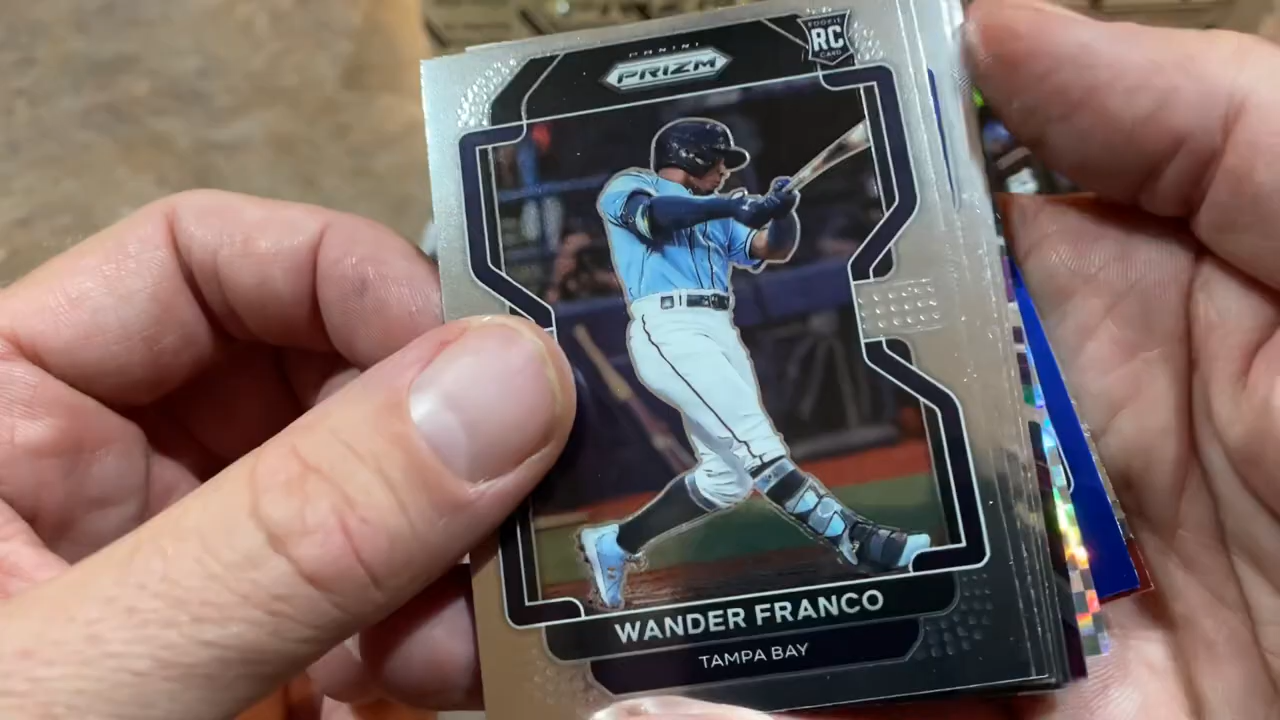 ROOKIE
RC
CARD
PANINI
PRIZM
WANDER FRANCO
TAMPA BAY